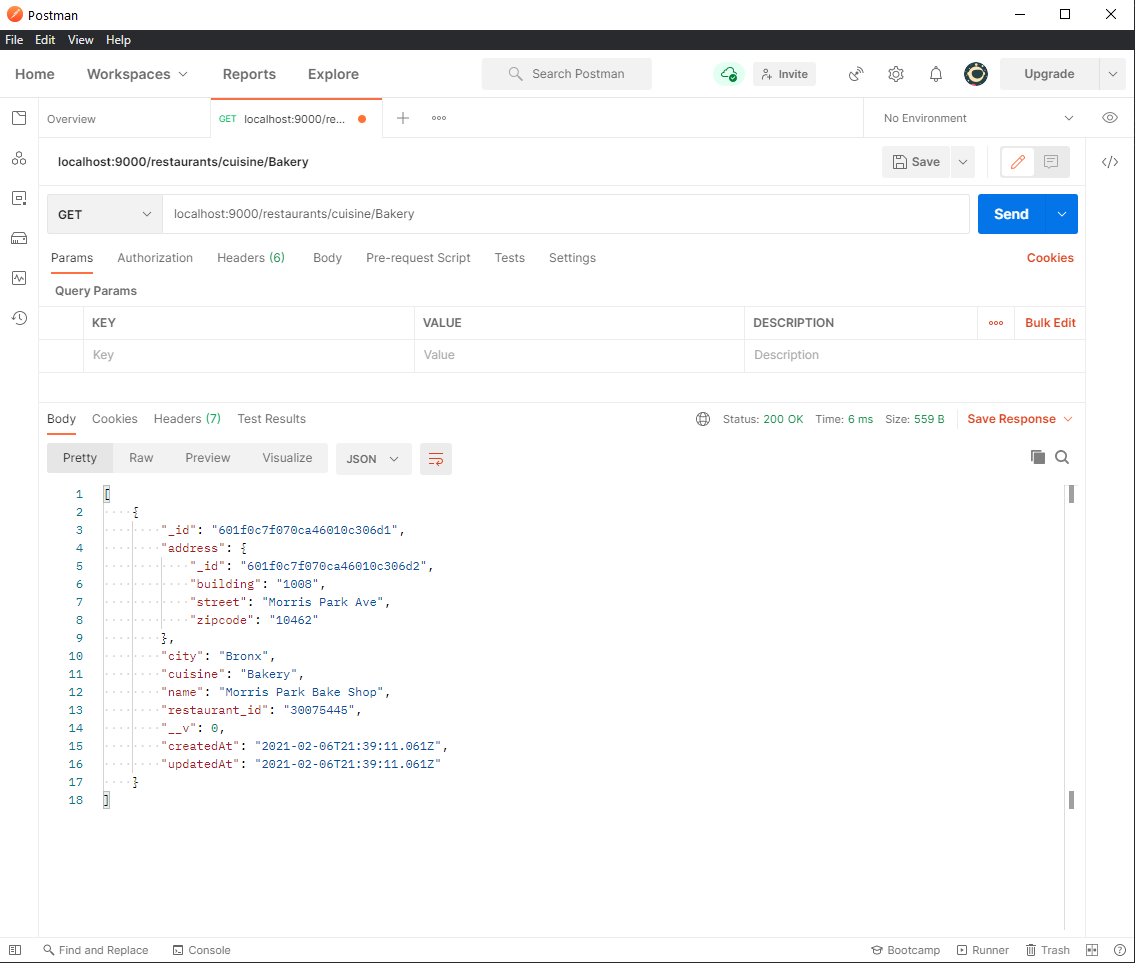 Postman
File Edit View Help
Home Workspaces Reports Explore Search Postman Invite Upgrade
Overview GET localhost:9000/re... No Environment
localhost:9000/restaurants/cuisine/Bakery Save
GET localhost:9000/restaurants/cuisine/Bakery Send
Params Authorization Headers (6) Body Pre-request Script Tests Settings Cookies
Query Params
KEY VALUE DESCRIPTION Bulk Edit
Key Value Description
Body Cookies Headers (7) Test Results Status: 200 OK Time: 6 ms Size: 559 B Save Response
Pretty Raw Preview Visualize JSON
1 [
2 {
3 "_id": "601f0c7f070ca46010c306d1",
4 "address": {
5 "_id": "601f0c7f070ca46010c306d2",
6 "building": "1008",
7 "street": "Morris Park Ave",
8 "zipcode": "10462"
9 },
10 "city": "Bronx",
11 "cuisine": "Bakery",
12 "name": "Morris Park Bake Shop",
13 "restaurant_id": "30075445",
14 "__v": 0,
15 "createdAt": "2021-02-06T21:39:11.061Z",
16 "updatedAt": "2021-02-06T21:39:11.061Z"
17 }
18 ]
Find and Replace Console Bootcamp Runner Trash